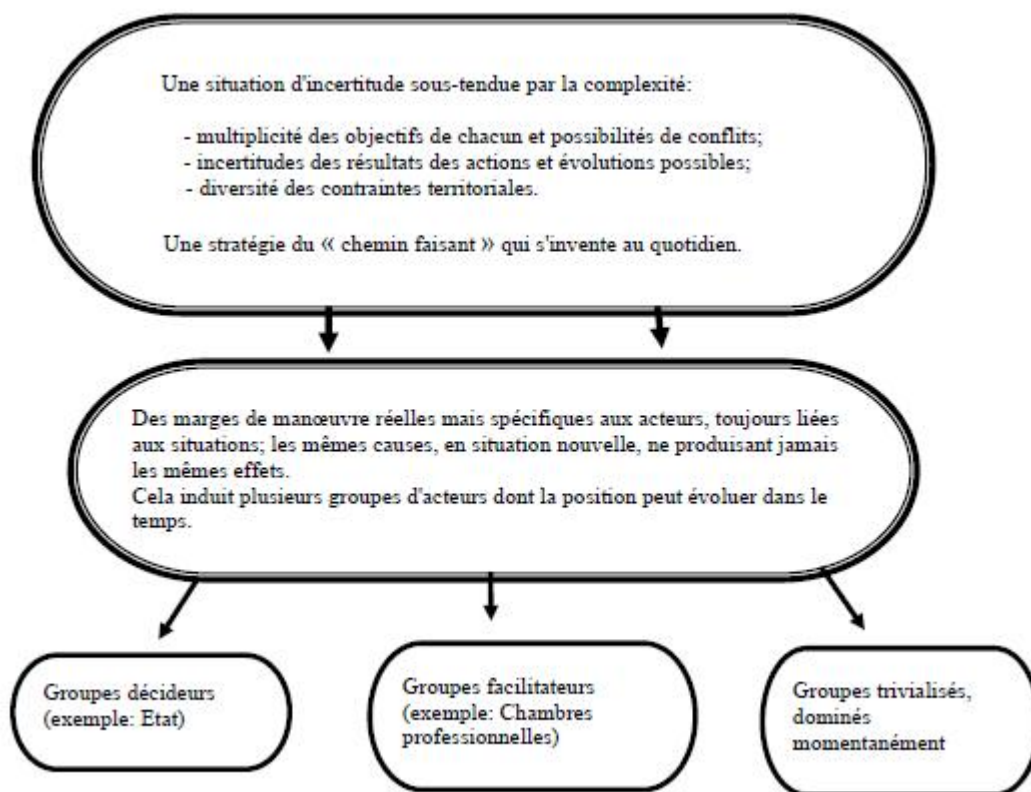 Une situation d'incertitude sous-tendue par la complexité:
- multiplicité des objectifs de chacun et possibilités de conflits;
- incertitudes des résultats des actions et évolutions possibles;
- diversité des contraintes territoriales.
Une stratégie du « chemin faisant » qui s'invente au quotidien.
Des marges de manœuvre réelles mais spécifiques aux acteurs, toujours liées
aux situations; les mêmes causes, en situation nouvelle, ne produisant jamais
les mêmes effets.
Cela induit plusieurs groupes d'acteurs dont la position peut évoluer dans le
temps.
Groupes décideurs
(exemple: Etat)
Groupes facilitateurs
(exemple: Chambres
professionnelles)
Groupes trivialisés,
dominés
momentanément